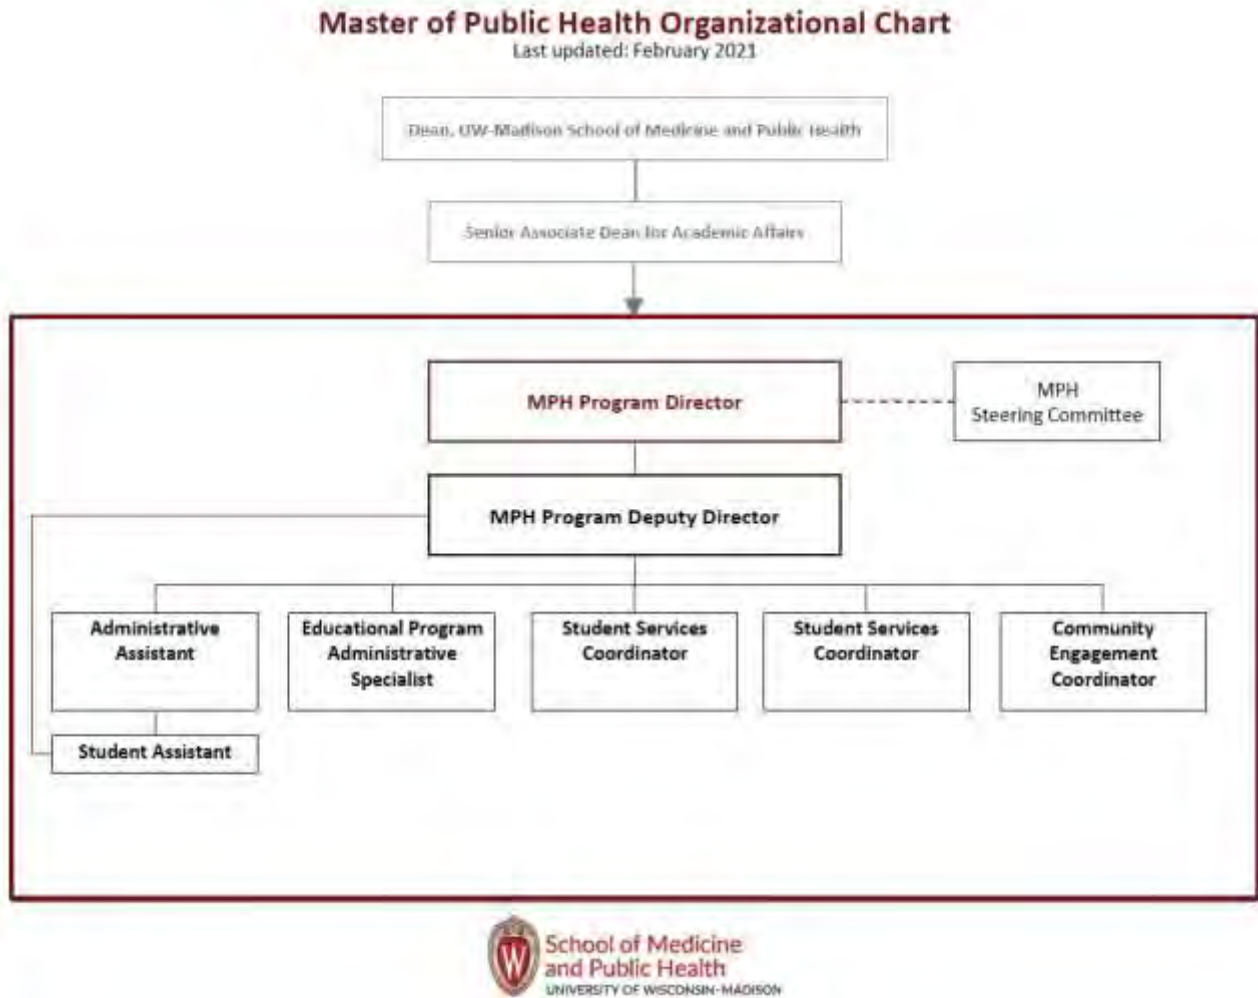 Master of Public Health Organizational Chart
Last updated: February 2021
Dean, UW-Madison School of Medicine and Public Health
Senior Associate Dean for Academic Affairs
MPH Program Director
MPH
Steering Committee
MPH Program Deputy Director
Administrative
Assistant
Educational Program
Administrative
Specialist
Student Services
Coordinator
Student Services
Coordinator
Community
Engagement
Coordinator
Student Assistant
W
School of Medicine
and Public Health
UNIVERSITY OF WISCONSIN-MADISON